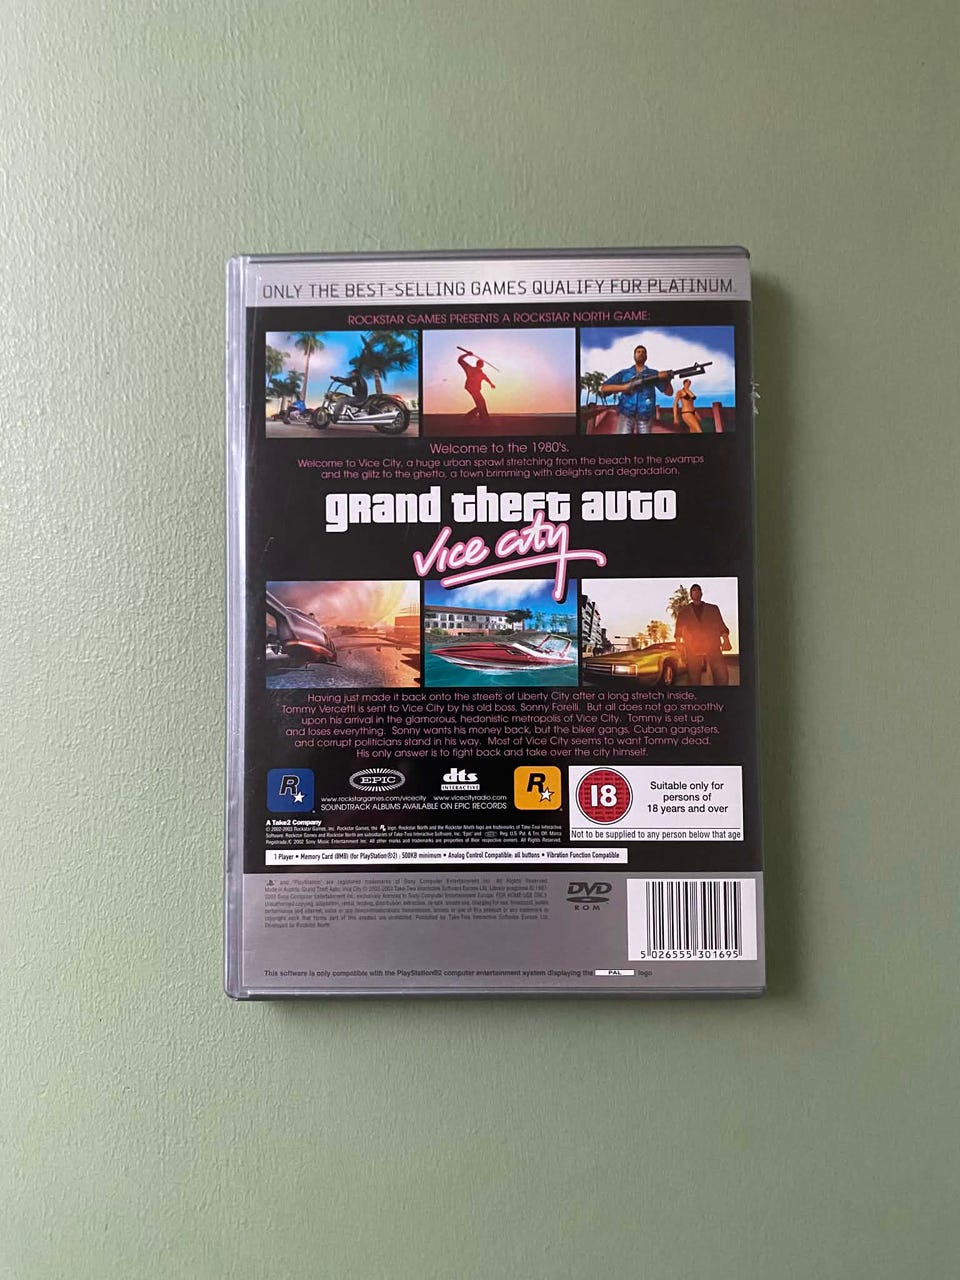 ONLY THE BEST-SELLING GAMES QUALIFY FOR PLATINUM.
ROCKSTAR GAMES PRESENTS A ROCKSTAR NORTH GAME:
Welcome to the 1980's.
Welcome to Vice City, a huge urban sprawl stretching from the beach to the swamps
and the glitz to the ghetto, a town brimming with delights and degradation.
grand theft auto
vice city
Having just made it back onto the streets of Liberty City after a long stretch inside,
Tommy Vercetti is sent to Vice City by his old boss, Sonny Forelli. But all does not go smoothly
upon his arrival in the glamorous, hedonistic metropolis of Vice City. Tommy is set up
and loses everything. Sonny wants his money back, but the biker gangs, Cuban gangsters,
and corrupt politicians stand in his way. Most of Vice City seems to want Tommy dead.
His only answer is to fight back and take over the city himself.
R
EPIC
dts
INTERACTIVE
R
www.rockstargames.com/vicecity www.vicecityradio.com
SOUNDTRACK ALBUMS AVAILABLE ON EPIC RECORDS
18
Suitable only for
persons of
18 years and over
Not to be supplied to any person below that age
A Take2 Company
1 Player • Memory Card (8MB) (for PlayStation®2) : 500KB minimum • Analog Control Compatible: all buttons • Vibration Function Compatible
DVD
ROM
Developed by Rockstar North.
5 026555 301695
This software is only compatible with the PlayStation®2 computer entertainment system displaying the PAL logo